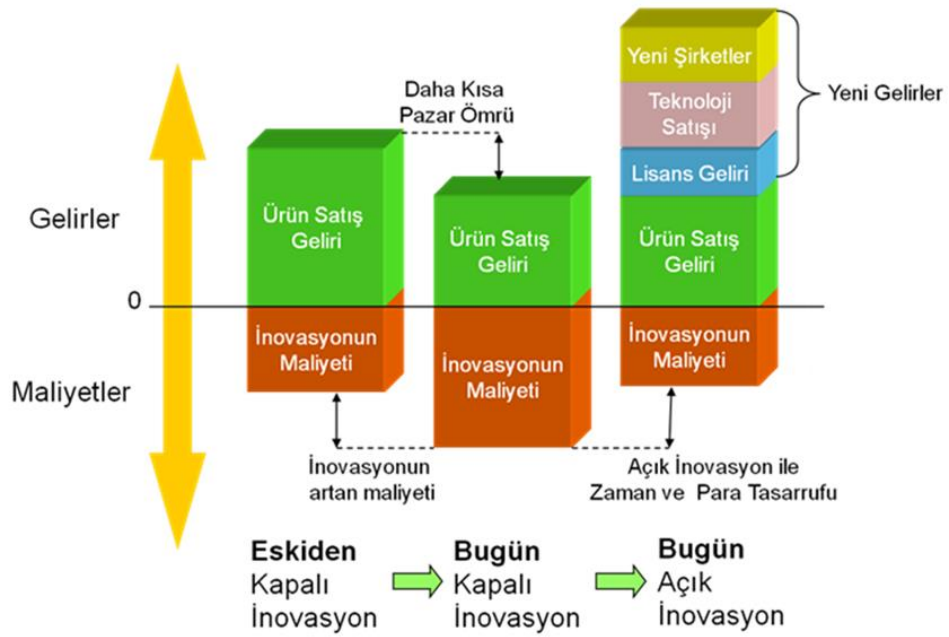 Yeni Şirketler
Teknoloji
Satışı
Lisans Geliri
Ürün Satış
Geliri
İnovasyonun
Maliyeti
Yeni Gelirler
Daha Kısa
Pazar Ömrü
Ürün Satış
Geliri
İnovasyonun
Maliyeti
Ürün Satış
Geliri
İnovasyonun
Maliyeti
Gelirler
0
Maliyetler
İnovasyonun
artan maliyeti
Açık İnovasyon ile
Zaman ve Para Tasarrufu
Eskiden
Kapalı
İnovasyon
Bugün
Kapalı
İnovasyon
Bugün
Açık
İnovasyon